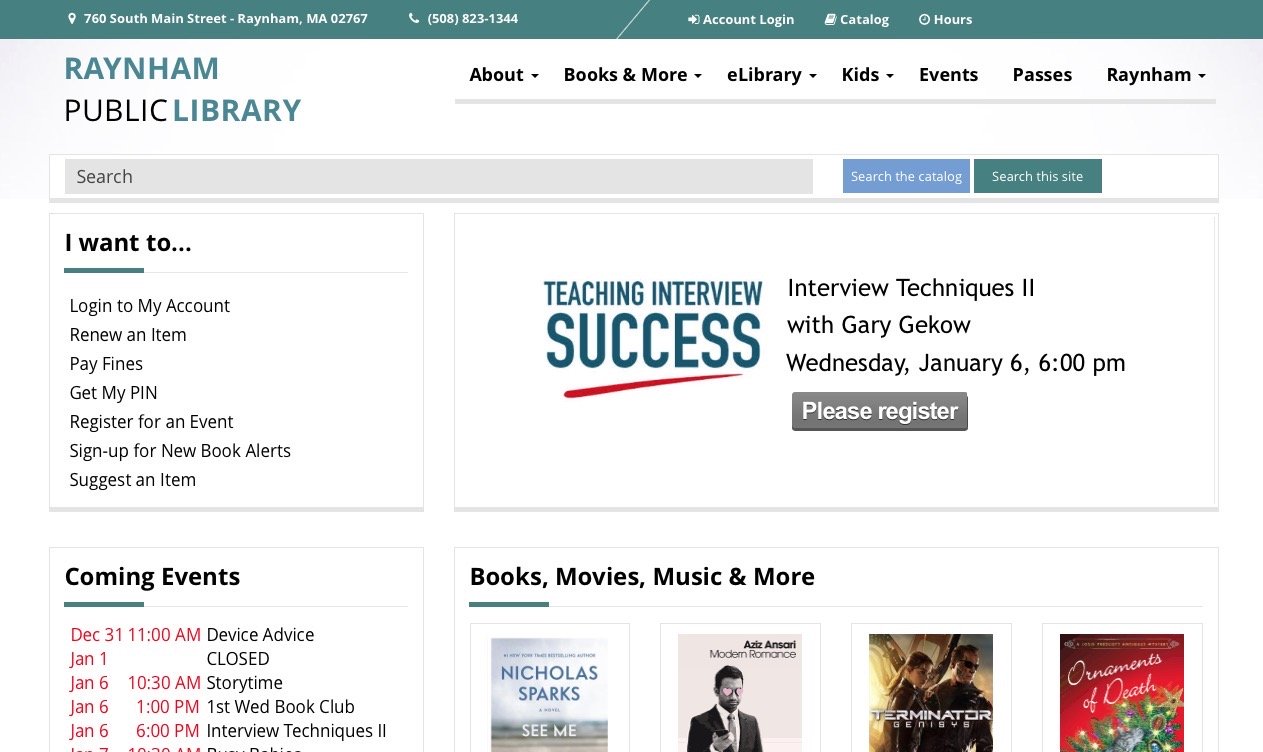 760 South Main Street - Raynham, MA 02767 (508) 823-1344 Account Login Catalog Hours
RAYNHAM
PUBLIC LIBRARY
About Books & More eLibrary Kids Events Passes Raynham
Search Search the catalog Search this site
I want to...
Login to My Account
Renew an Item
Pay Fines
Get My PIN
Register for an Event
Sign-up for New Book Alerts
Suggest an Item
TEACHING INTERVIEW
SUCCESS
Interview Techniques II
with Gary Gekow
Wednesday, January 6, 6:00 pm
Please register
Coming Events
Dec 31 11:00 AM Device Advice
Jan 1 CLOSED
Jan 6 10:30 AM Storytime
Jan 6 1:00 PM 1st Wed Book Club
Jan 6 6:00 PM Interview Techniques II
Jan 7 10:30 AM Busy Babies
Books, Movies, Music & More
#1 NEW YORK TIMES BESTSELLING AUTHOR
NICHOLAS
SPARKS
A NOVEL
SEE ME
Aziz Ansari
Modern Romance
TERMINATOR
GENISYS
A JOSIE PRESCOTT ANTIQUES MYSTERY
Ornaments
of Death